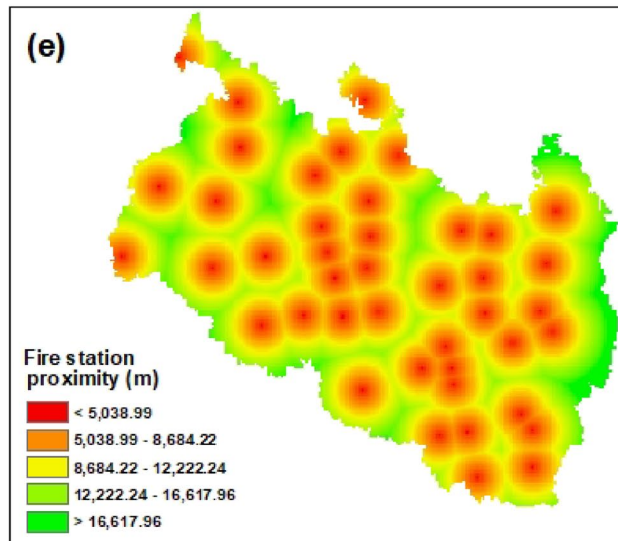 (e)
Fire station
proximity (m)
< 5,038.99
5,038.99 - 8,684.22
8,684.22 - 12,222.24
12,222.24 - 16,617.96
> 16,617.96